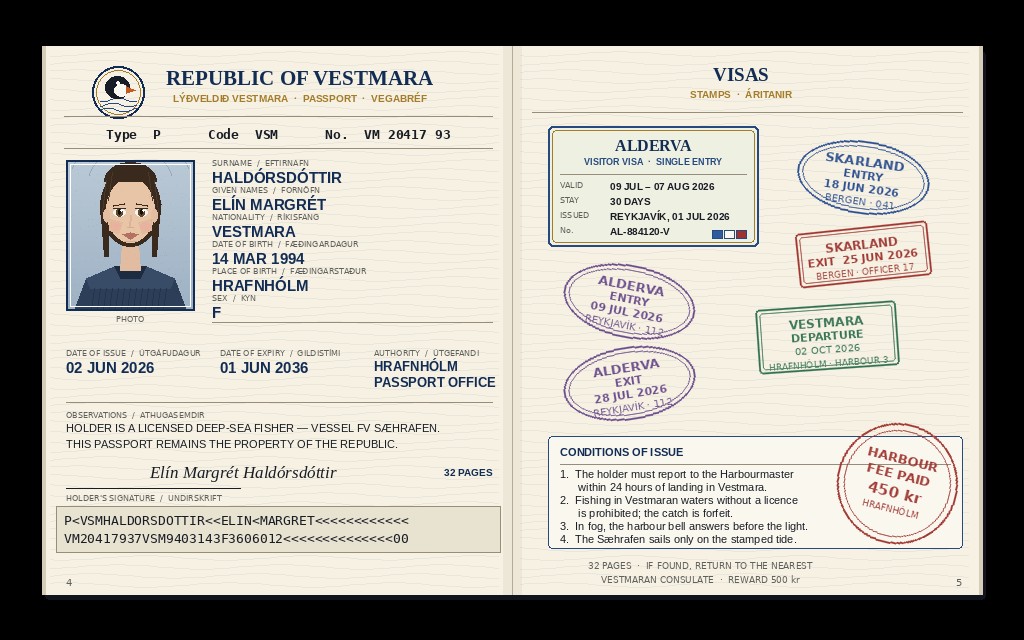 REPUBLIC OF VESTMARA
LÝÐVELDIÐ VESTMARA · PASSPORT · VEGABRÉF
Type P Code VSM No. VM 20417 93
SURNAME / EFTIRNAFN
HALDÓRSDÓTTIR
GIVEN NAMES / FORNÖFN
ELÍN MARGRÉT
NATIONALITY / RÍKISFANG
VESTMARA
DATE OF BIRTH / FÆÐINGARDAGUR
14 MAR 1994
PLACE OF BIRTH / FÆÐINGARSTAÐUR
HRAFNHÓLM
SEX / KYN
F
PHOTO
DATE OF ISSUE / ÚTGÁFUDAGUR
02 JUN 2026
DATE OF EXPIRY / GILDISTÍMI
01 JUN 2036
AUTHORITY / ÚTGEFANDI
HRAFNHÓLM
PASSPORT OFFICE
OBSERVATIONS / ATHUGASEMDIR
HOLDER IS A LICENSED DEEP-SEA FISHER — VESSEL FV SÆHRAFN.
THIS PASSPORT REMAINS THE PROPERTY OF THE REPUBLIC.
Elín Margrét Haldórsdóttir
32 PAGES
HOLDER'S SIGNATURE / UNDIRSKRIFT
P<VSMHALDORSDOTTIR<<ELIN<MARGRET<<<<<<<<<<<<
VM20417937VSM9403143F3606012<<<<<<<<<<<<<<00
4
VISAS
STAMPS · ÁRITANIR
ALDERVA
VISITOR VISA · SINGLE ENTRY
VALID 09 JUL – 07 AUG 2026
STAY 30 DAYS
ISSUED REYKJAVÍK, 01 JUL 2026
No. AL-884120-V
SKARLAND
ENTRY
18 JUN 2026
BERGEN · 041
SKARLAND
EXIT 25 JUN 2026
BERGEN · OFFICER 17
ALDERVA
ENTRY
09 JUL 2026
REYKJAVÍK · 112
VESTMARA
DEPARTURE
02 OCT 2026
HRAFNHÓLM · HARBOUR 3
ALDERVA
EXIT
28 JUL 2026
REYKJAVÍK · 112
CONDITIONS OF ISSUE
1. The holder must report to the Harbourmaster
within 24 hours of landing in Vestmara.
2. Fishing in Vestmaran waters without a licence
is prohibited; the catch is forfeit.
3. In fog, the harbour bell answers before the light.
4. The Sæhrafn sails only on the stamped tide.
HARBOUR
FEE PAID
450 kr
HRAFNHÓLM
32 PAGES · IF FOUND, RETURN TO THE NEAREST
VESTMARAN CONSULATE · REWARD 500 kr
5